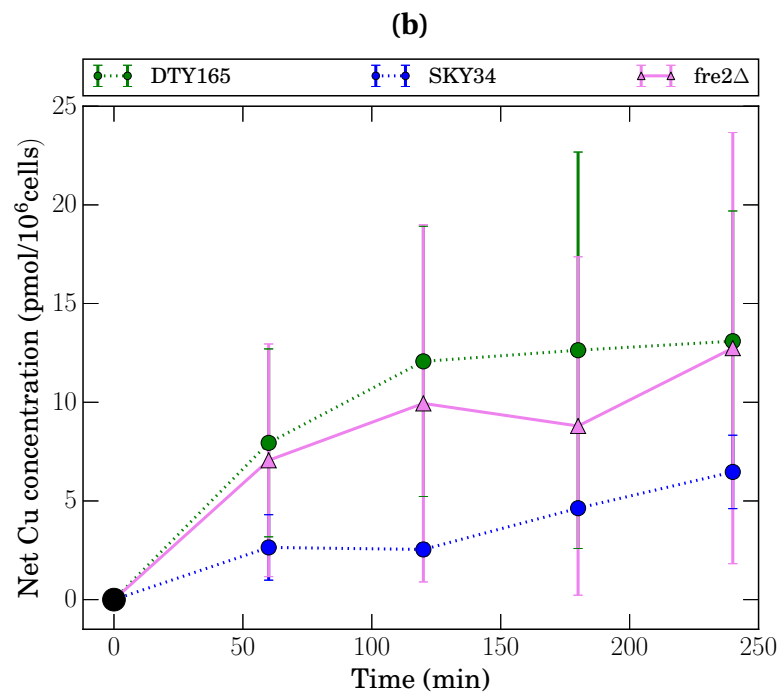 (b)
DTY165 SKY34 fre2Δ
Net Cu concentration (pmol/10⁶cells)
25
20
15
10
5
0
0 50 100 150 200 250
Time (min)